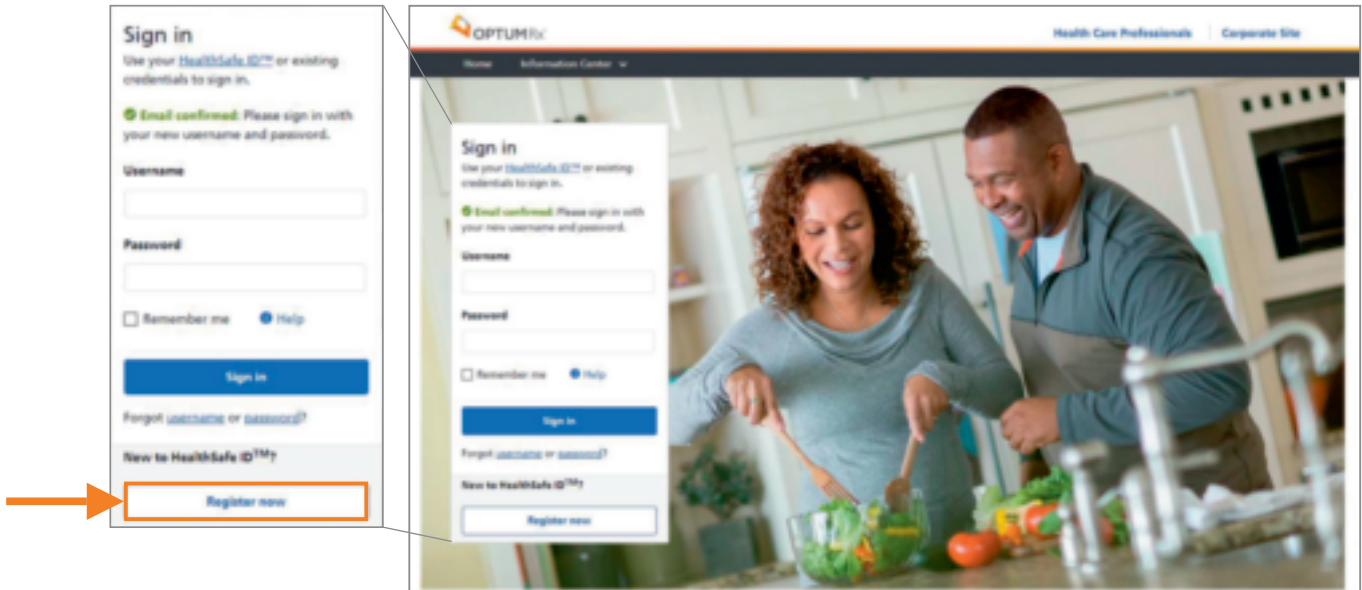 Sign in
Use your HealthSafe ID™ or existing
credentials to sign in.
Email confirmed: Please sign in with
your new username and password.
Username
Password
Remember me
Help
Sign in
Forgot username or password?
New to HealthSafe ID™?
Register now
OPTUMRx
Health Care Professionals
Corporate Site
Home
Information Center
Sign in
Use your HealthSafe ID™ or existing
credentials to sign in.
Email confirmed: Please sign in with
your new username and password.
Username
Password
Remember me
Help
Sign in
Forgot username or password?
New to HealthSafe ID™?
Register now